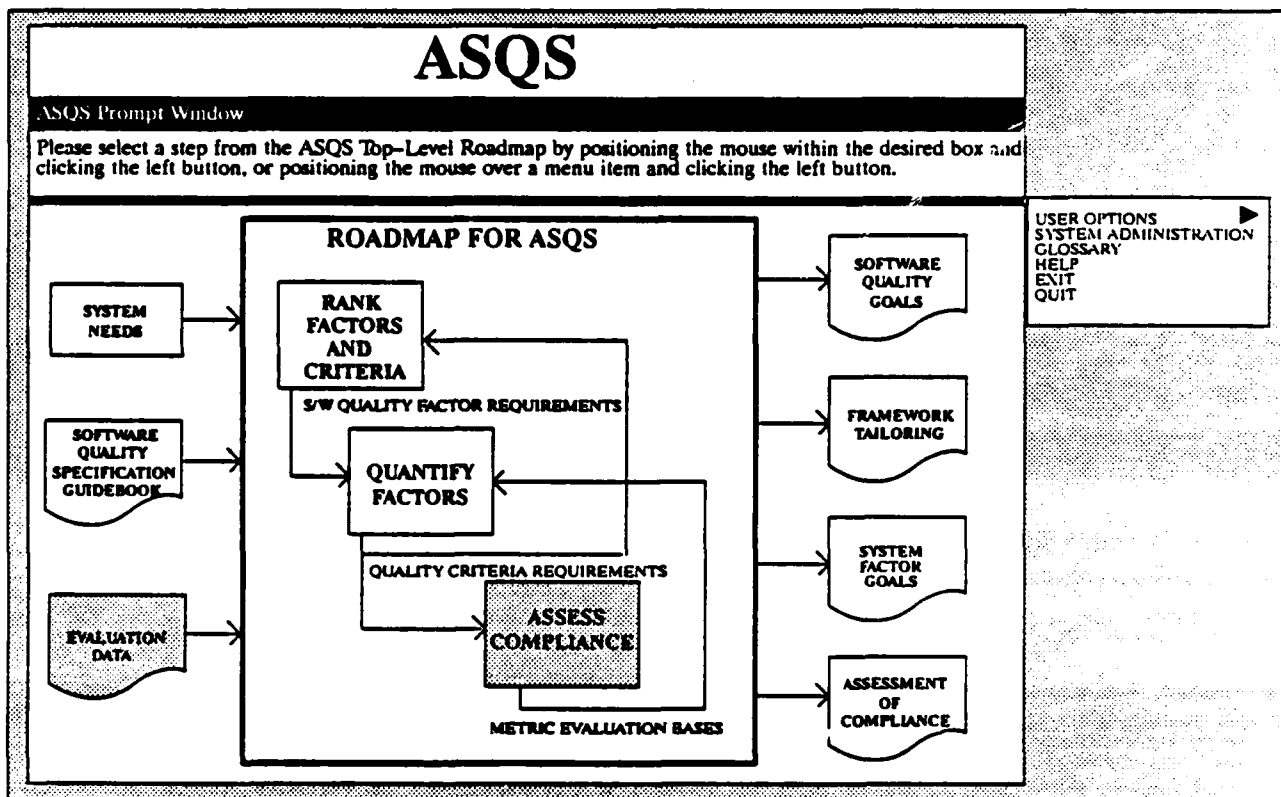 ASQS
ASQS Prompt Window
Please select a step from the ASQS Top-Level Roadmap by positioning the mouse within the desired box and
clicking the left button, or positioning the mouse over a menu item and clicking the left button.
USER OPTIONS
SYSTEM ADMINISTRATION
GLOSSARY
HELP
EXIT
QUIT
ROADMAP FOR ASQS
SYSTEM
NEEDS
SOFTWARE
QUALITY
SPECIFICATION
GUIDEBOOK
EVALUATION
DATA
RANK
FACTORS
AND
CRITERIA
S/W QUALITY FACTOR REQUIREMENTS
QUANTIFY
FACTORS
QUALITY CRITERIA REQUIREMENTS
ASSESS
COMPLIANCE
METRIC EVALUATION BASES
SOFTWARE
QUALITY
GOALS
FRAMEWORK
TAILORING
SYSTEM
FACTOR
GOALS
ASSESSMENT
OF
COMPLIANCE